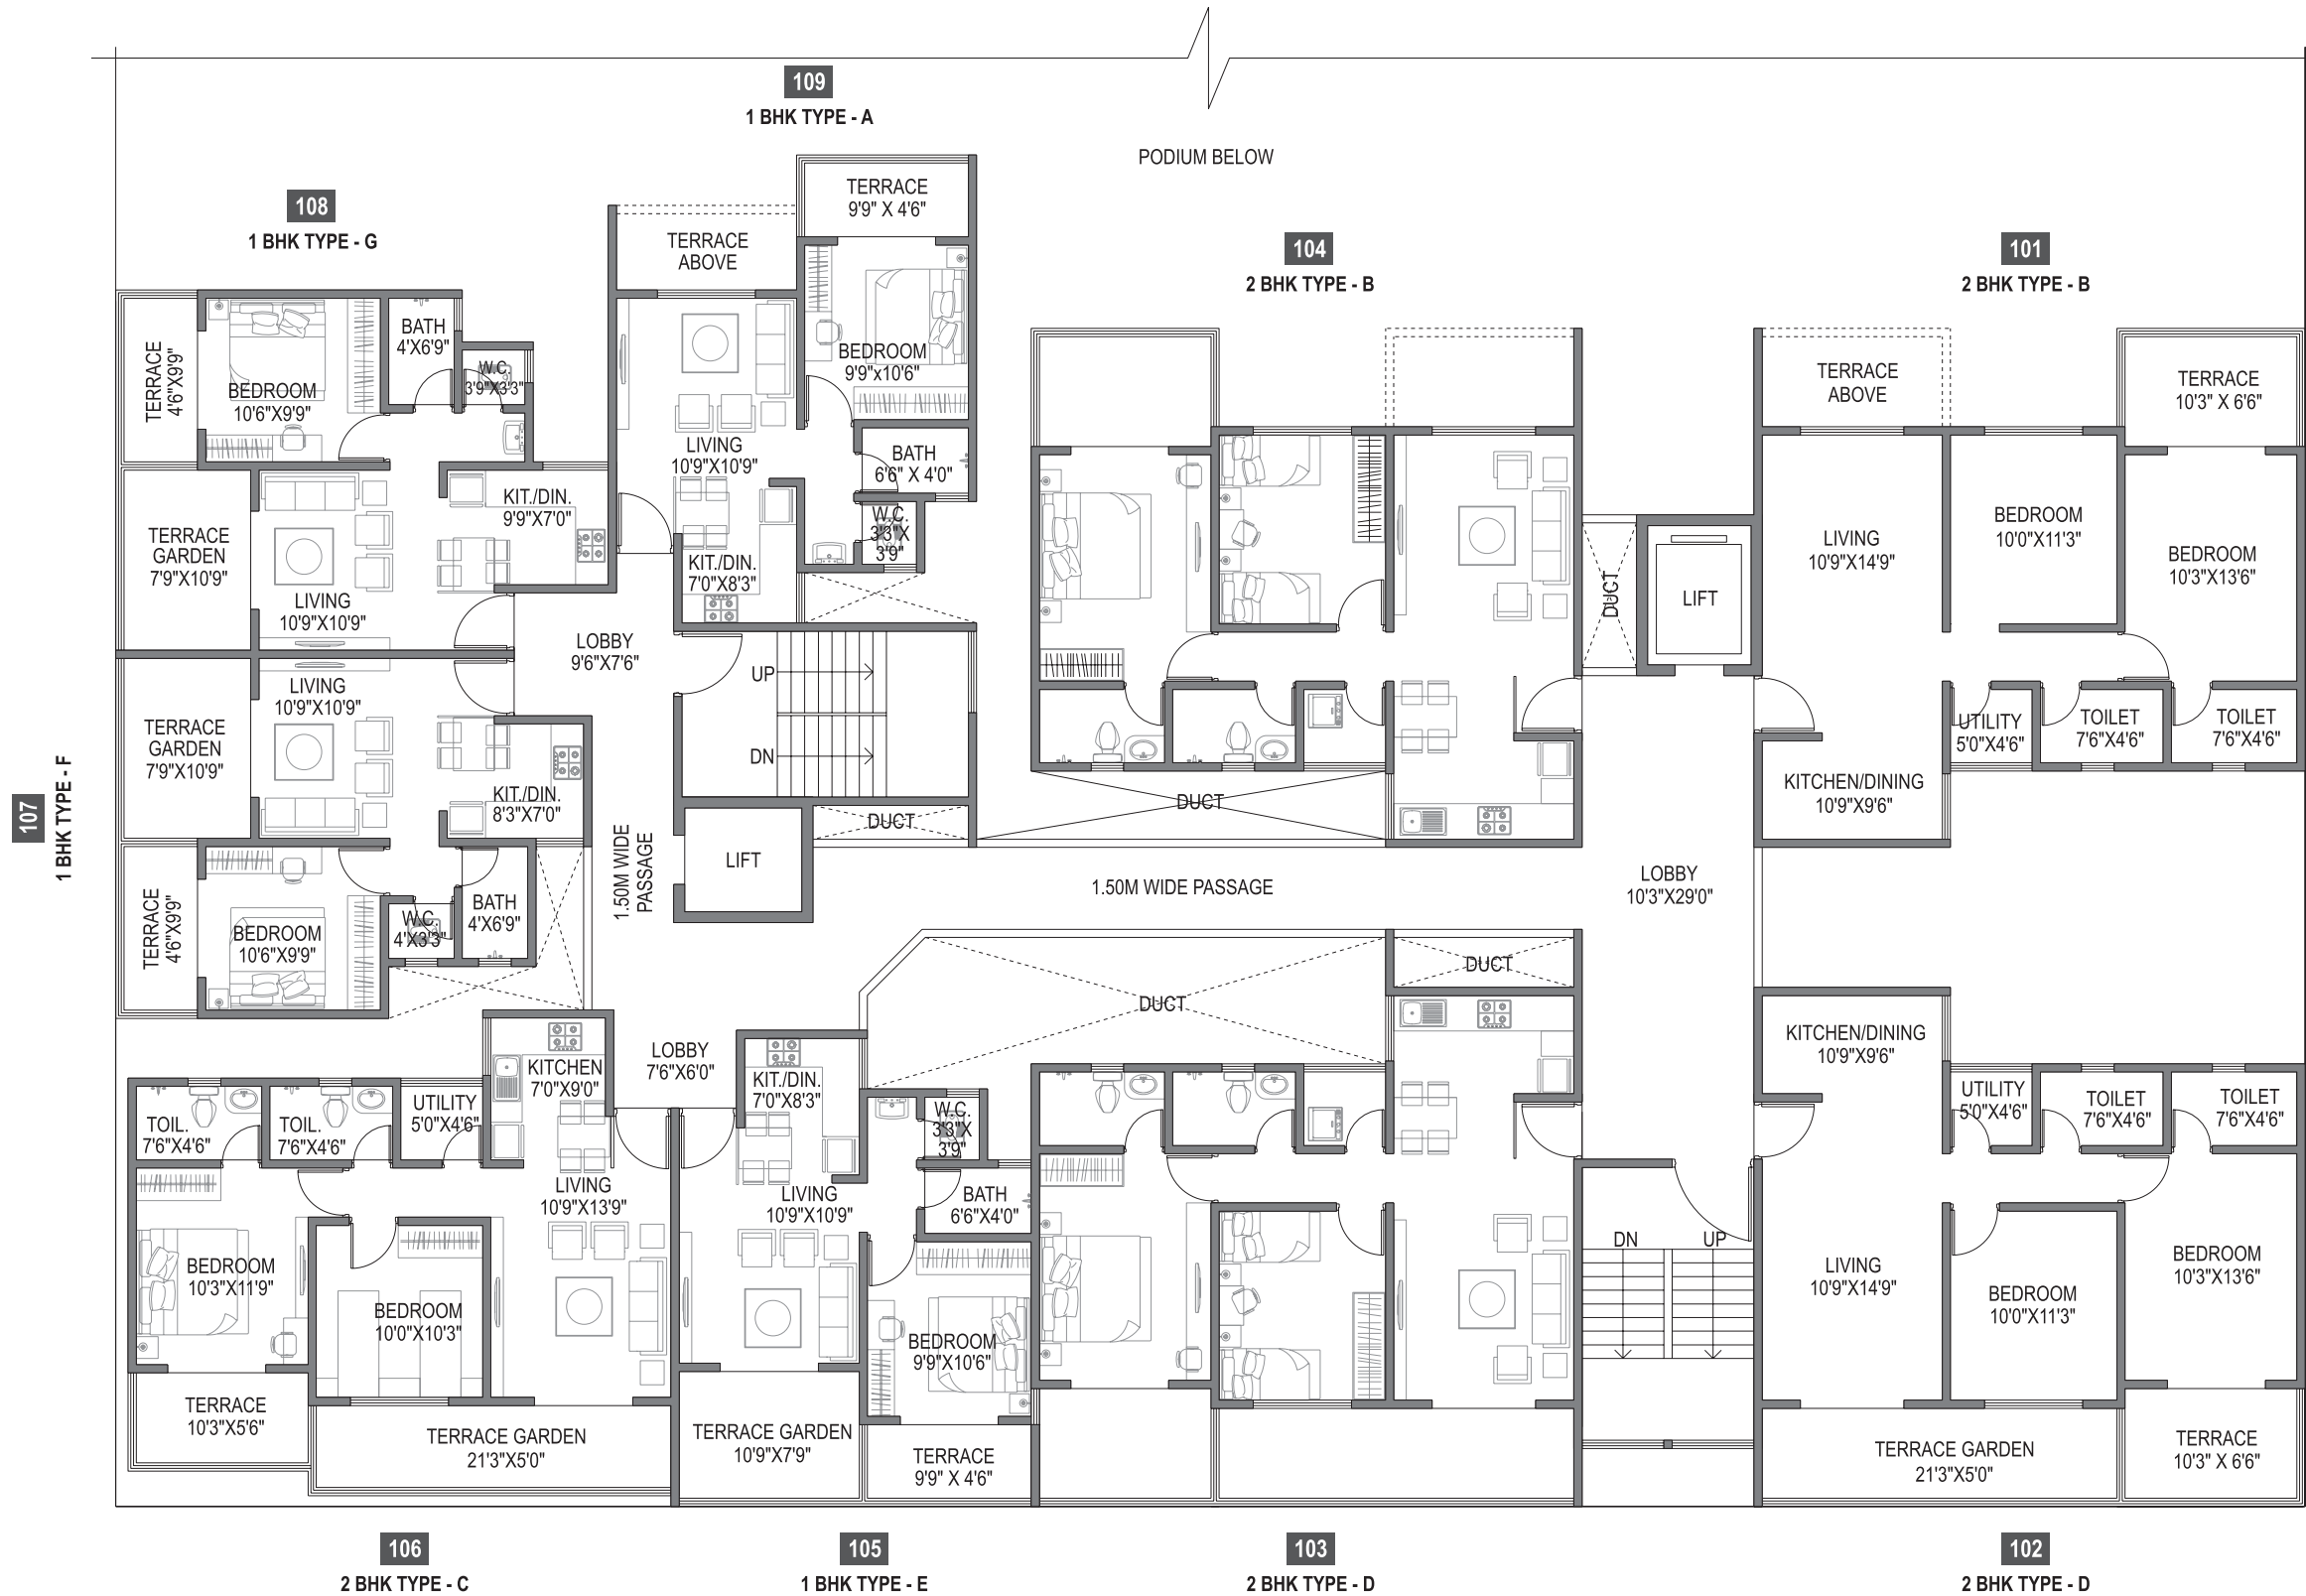 109
1 BHK TYPE - A
PODIUM BELOW
108
1 BHK TYPE - G
104
2 BHK TYPE - B
101
2 BHK TYPE - B
TERRACE
9'9" X 4'6"
TERRACE
ABOVE
BEDROOM
9'9"x10'6"
LIVING
10'9"X10'9"
BATH
6'6" X 4'0"
W.C.
3'3"X
3'9"
KIT./DIN.
7'0"X8'3"
TERRACE
4'6"X9'9"
BEDROOM
10'6"X9'9"
BATH
4'X6'9"
W.C.
3'9"X3'3"
KIT./DIN.
9'9"X7'0"
TERRACE
GARDEN
7'9"X10'9"
LIVING
10'9"X10'9"
LOBBY
9'6"X7'6"
UP
DN
LIFT
DUCT
1.50M WIDE
PASSAGE
107
1 BHK TYPE - F
LIVING
10'9"X10'9"
TERRACE
GARDEN
7'9"X10'9"
KIT./DIN.
8'3"X7'0"
TERRACE
4'6"X9'9"
BEDROOM
10'6"X9'9"
W.C.
4'X3'3"
BATH
4'X6'9"
DUCT
DUCT
LIFT
TERRACE
ABOVE
TERRACE
10'3" X 6'6"
LIVING
10'9"X14'9"
BEDROOM
10'0"X11'3"
BEDROOM
10'3"X13'6"
UTILITY
5'0"X4'6"
TOILET
7'6"X4'6"
TOILET
7'6"X4'6"
KITCHEN/DINING
10'9"X9'6"
1.50M WIDE PASSAGE
LOBBY
10'3"X29'0"
DUCT
DUCT
LOBBY
7'6"X6'0"
KITCHEN
7'0"X9'0"
TOIL.
7'6"X4'6"
TOIL.
7'6"X4'6"
UTILITY
5'0"X4'6"
LIVING
10'9"X13'9"
BEDROOM
10'3"X11'9"
BEDROOM
10'0"X10'3"
TERRACE
10'3"X5'6"
TERRACE GARDEN
21'3"X5'0"
KIT./DIN.
7'0"X8'3"
W.C.
3'3"X
3'9"
LIVING
10'9"X10'9"
BATH
6'6"X4'0"
BEDROOM
9'9"X10'6"
TERRACE GARDEN
10'9"X7'9"
TERRACE
9'9" X 4'6"
DN
UP
KITCHEN/DINING
10'9"X9'6"
UTILITY
5'0"X4'6"
TOILET
7'6"X4'6"
TOILET
7'6"X4'6"
LIVING
10'9"X14'9"
BEDROOM
10'0"X11'3"
BEDROOM
10'3"X13'6"
TERRACE GARDEN
21'3"X5'0"
TERRACE
10'3" X 6'6"
106
2 BHK TYPE - C
105
1 BHK TYPE - E
103
2 BHK TYPE - D
102
2 BHK TYPE - D